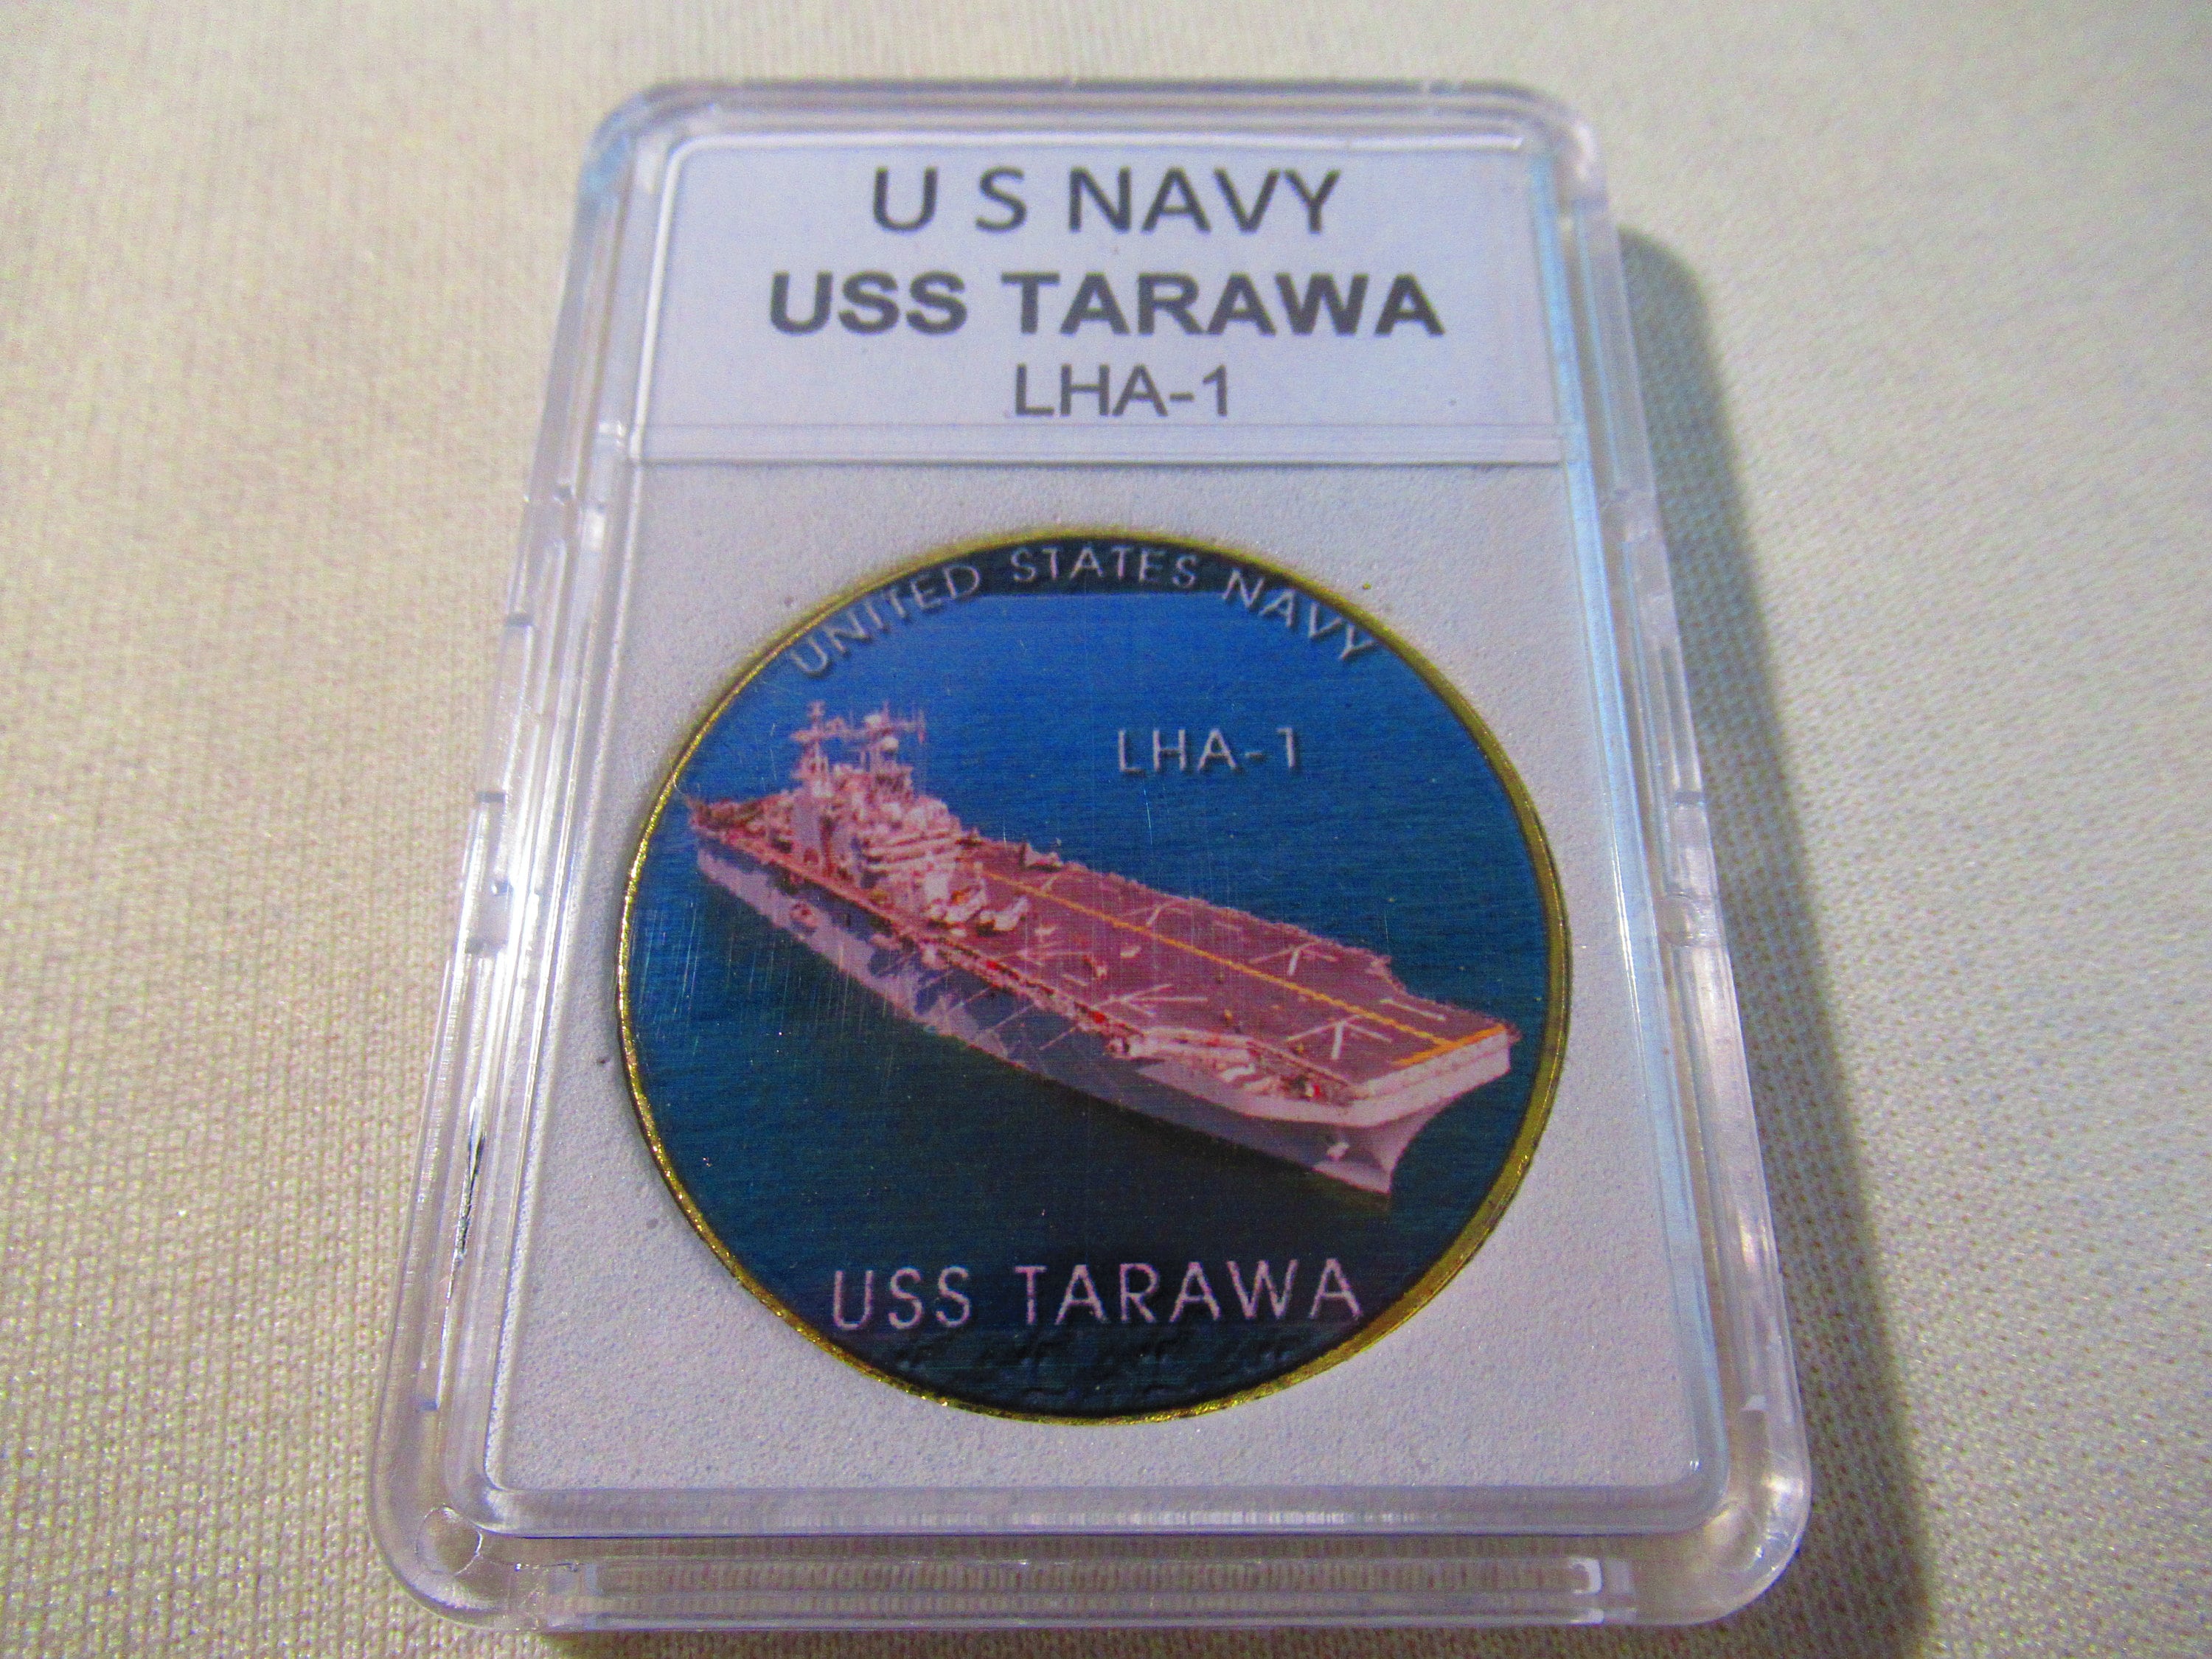 U S NAVY
USS TARAWA
LHA-1
UNITED STATES NAVY
LHA-1
USS TARAWA